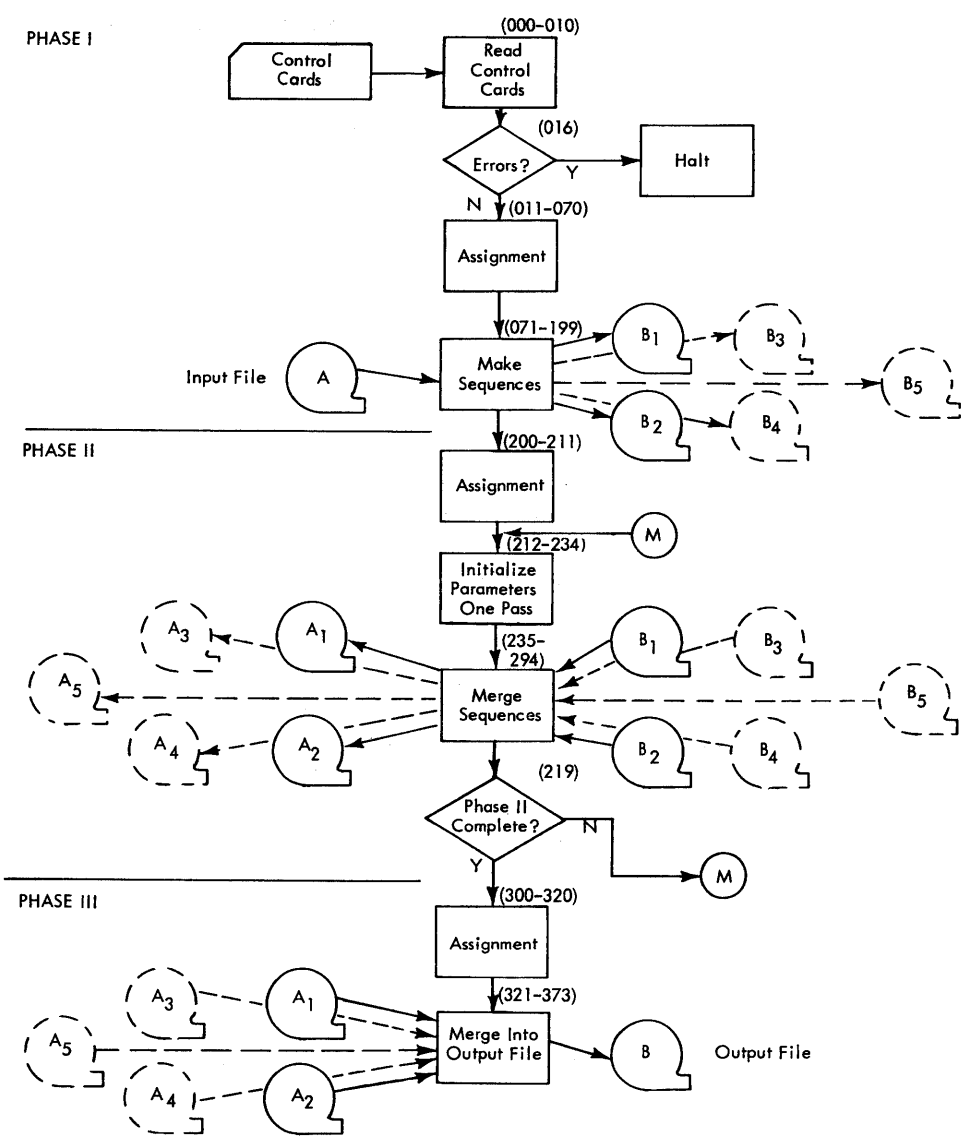 PHASE I
(000-010)
Control
Cards
Read
Control
Cards
(016)
Errors?
Y
Halt
N
(011-070)
Assignment
(071-199)
Input File
A
Make
Sequences
B1
B3
B5
B2
B4
PHASE II
(200-211)
Assignment
M
(212-234)
Initialize
Parameters
One Pass
(235-
294)
A3
A1
A5
A4
A2
Merge
Sequences
B1
B3
B5
B2
B4
(219)
Phase II
Complete?
N
Y
M
PHASE III
(300-320)
Assignment
(321-373)
A3
A1
A5
A4
A2
Merge Into
Output File
B
Output File